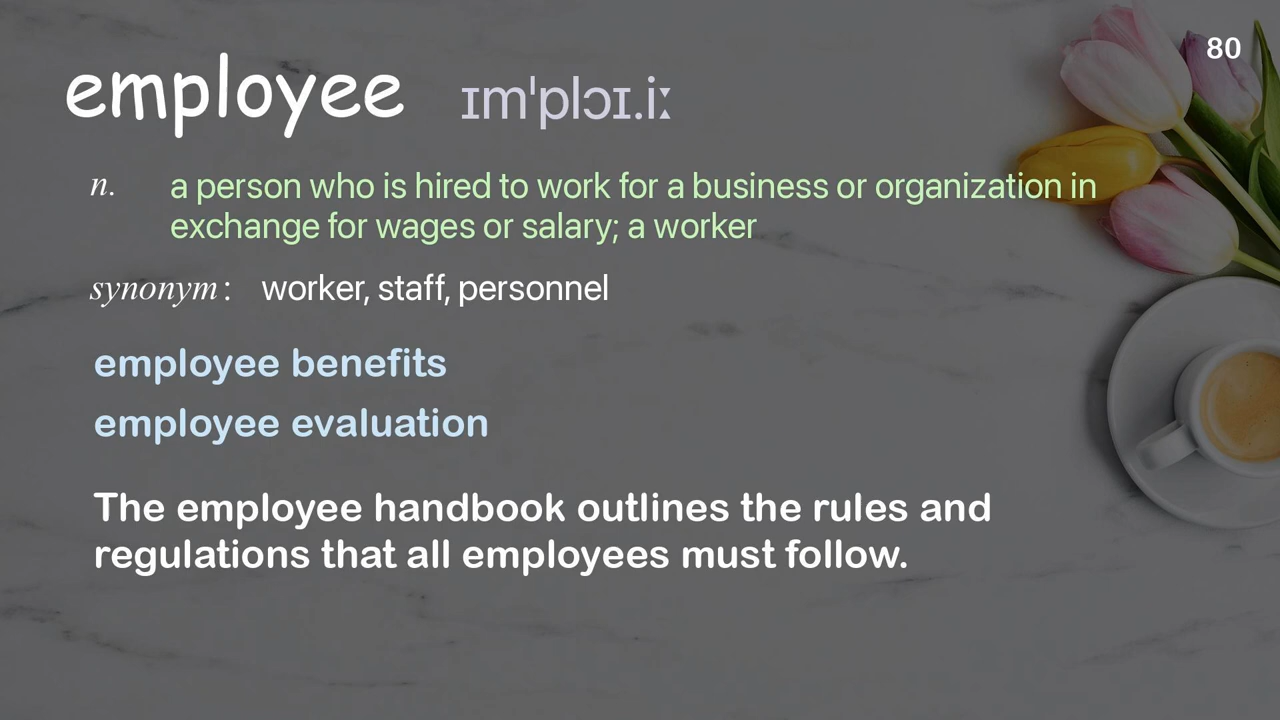 80
employee ɪmˈplɔɪ.iː
n. a person who is hired to work for a business or organization in
exchange for wages or salary; a worker
synonym: worker, staff, personnel
employee benefits
employee evaluation
The employee handbook outlines the rules and
regulations that all employees must follow.